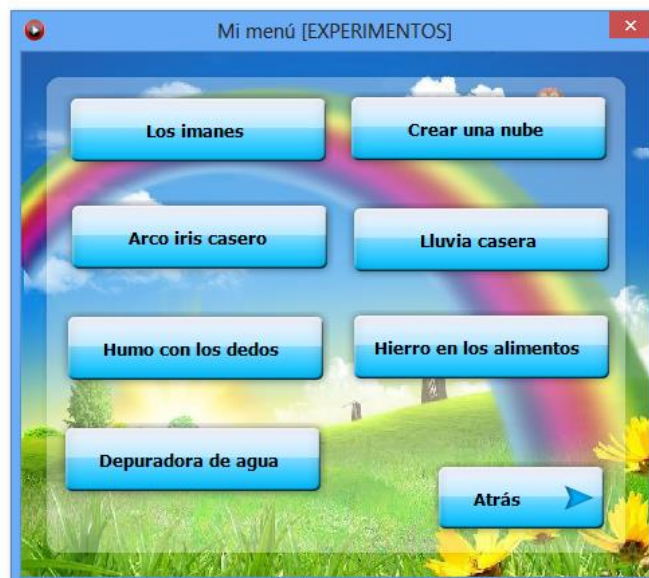 Mi menú [EXPERIMENTOS]
Los imanes
Crear una nube
Arco iris casero
Lluvia casera
Humo con los dedos
Hierro en los alimentos
Depuradora de agua
Atrás